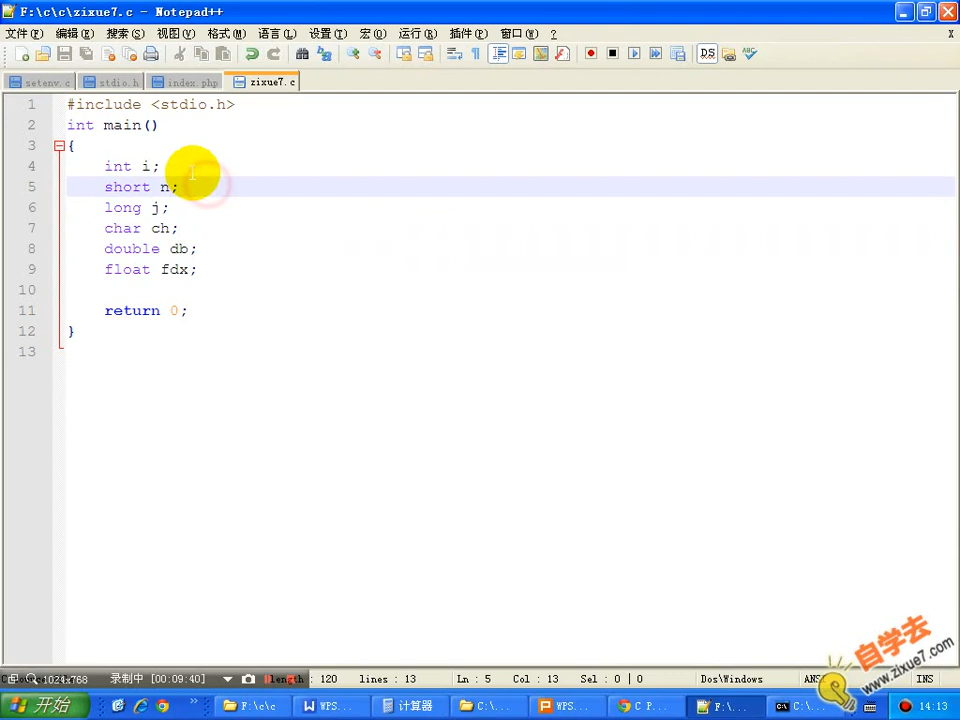 F:\c\c\zixue7.c - Notepad++
文件(F) 编辑(E) 搜索(S) 视图(V) 格式(M) 语言(L) 设置(T) 宏(O) 运行(R) 插件(P) 窗口(W) ? X
setenv.c stdio.h index.php zixue7.c
1 #include <stdio.h>
2 int main()
3 {
4 int i;
5 short n;
6 long j;
7 char ch;
8 double db;
9 float fdx;
10
11 return 0;
12 }
13
自学去
www.zixue7.com
1024x768 录制中 [00:09:40] length : 120 lines : 13 Ln : 5 Col : 13 Sel : 0 | 0 Dos\Windows INS
开始 F:\c\c WPS... 计算器 C:\... WPS... C P... F:\... C:\... 14:13